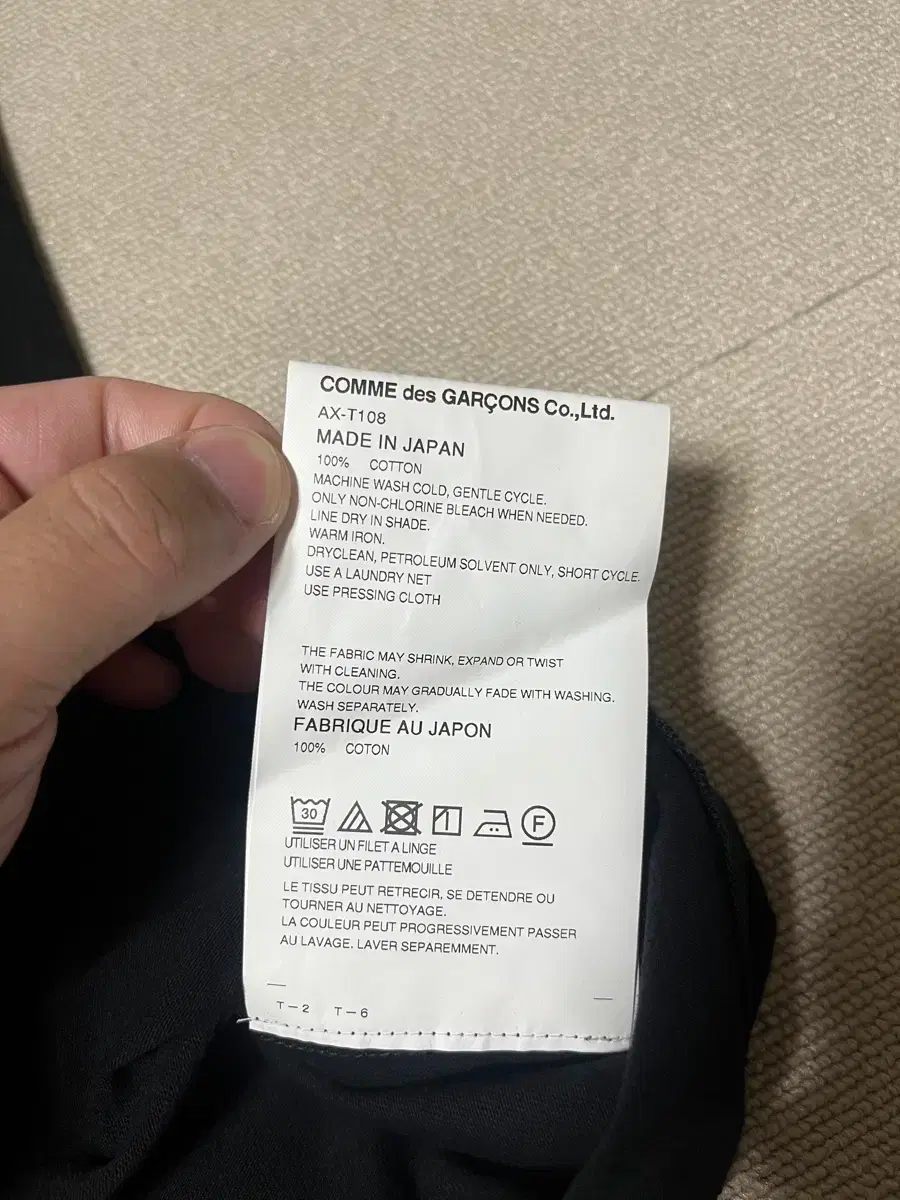 COMME des GARÇONS Co.,Ltd.
AX-T108
MADE IN JAPAN
100% COTTON
MACHINE WASH COLD, GENTLE CYCLE.
ONLY NON-CHLORINE BLEACH WHEN NEEDED.
LINE DRY IN SHADE.
WARM IRON.
DRYCLEAN, PETROLEUM SOLVENT ONLY, SHORT CYCLE.
USE A LAUNDRY NET
USE PRESSING CLOTH
THE FABRIC MAY SHRINK, EXPAND OR TWIST
WITH CLEANING.
THE COLOUR MAY GRADUALLY FADE WITH WASHING.
WASH SEPARATELY.
FABRIQUE AU JAPON
100% COTON
30 F
UTILISER UN FILET A LINGE
UTILISER UNE PATTEMOUILLE
LE TISSU PEUT RETRECIR, SE DETENDRE OU
TOURNER AU NETTOYAGE.
LA COULEUR PEUT PROGRESSIVEMENT PASSER
AU LAVAGE. LAVER SEPAREMMENT.
T-2 T-6